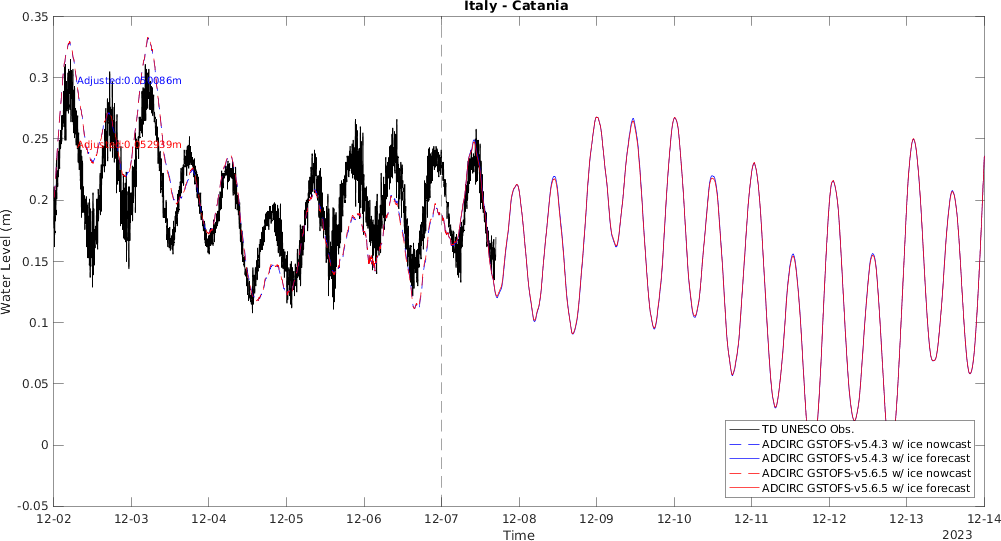 Italy - Catania
0.35
0.3
0.25
0.2
0.15
0.1
0.05
0
-0.05
Water Level (m)
Adjusted:0.050086m
TD UNESCO Obs.
ADCIRC GSTOFS-v5.4.3 w/ ice nowcast
ADCIRC GSTOFS-v5.4.3 w/ ice forecast
ADCIRC GSTOFS-v5.6.5 w/ ice nowcast
ADCIRC GSTOFS-v5.6.5 w/ ice forecast
12-02 12-03 12-04 12-05 12-06 12-07 12-08 12-09 12-10 12-11 12-12 12-13 12-14
Time
2023